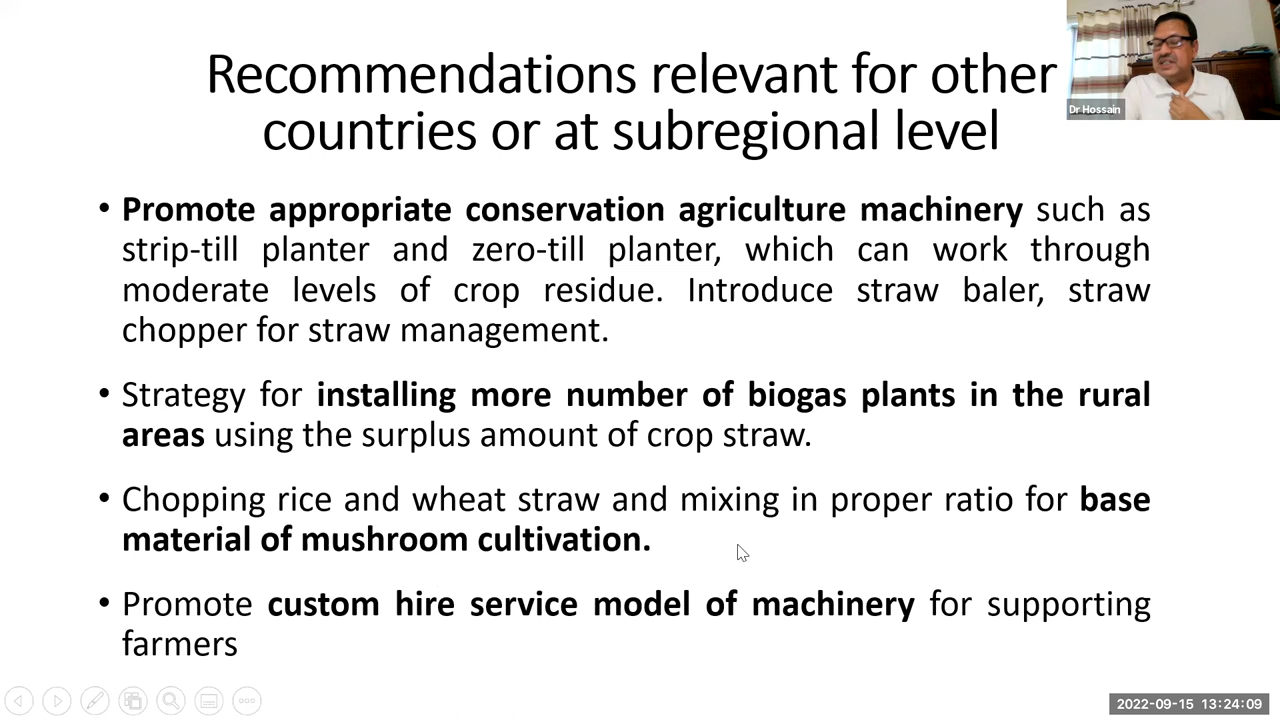 Recommendations relevant for other
countries or at subregional level
Dr Hossain
• Promote appropriate conservation agriculture machinery such as
strip-till planter and zero-till planter, which can work through
moderate levels of crop residue. Introduce straw baler, straw
chopper for straw management.
• Strategy for installing more number of biogas plants in the rural
areas using the surplus amount of crop straw.
• Chopping rice and wheat straw and mixing in proper ratio for base
material of mushroom cultivation.
• Promote custom hire service model of machinery for supporting
farmers
2022-09-15 13:24:09